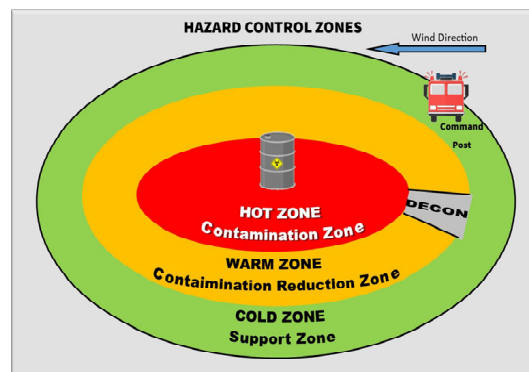 HAZARD CONTROL ZONES
Wind Direction
Command
Post
HOT ZONE
Contamination Zone
DECON
WARM ZONE
Contaimination Reduction Zone
COLD ZONE
Support Zone